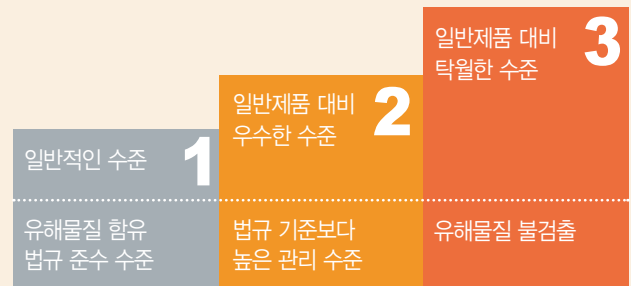 일반적인 수준
1
유해물질 함유
법규 준수 수준
일반제품 대비
우수한 수준
2
법규 기준보다
높은 관리 수준
일반제품 대비
탁월한 수준
3
유해물질 불검출